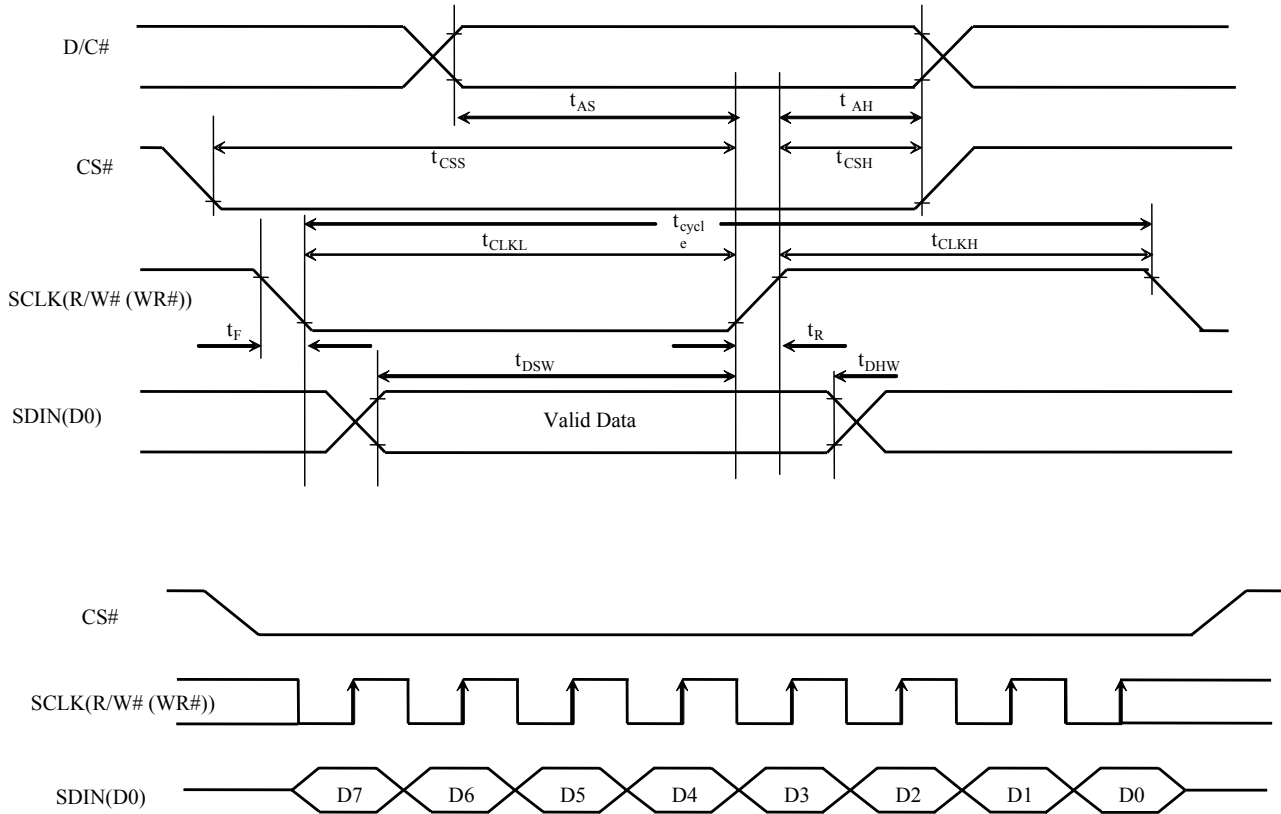 D/C#
tAS
t AH
CS#
tCSS
tCSH
tcycl
e
tCLKL
tCLKH
SCLK(R/W# (WR#))
tF
tR
tDSW
tDHW
SDIN(D0)
Valid Data
CS#
SCLK(R/W# (WR#))
SDIN(D0)
D7 D6 D5 D4 D3 D2 D1 D0